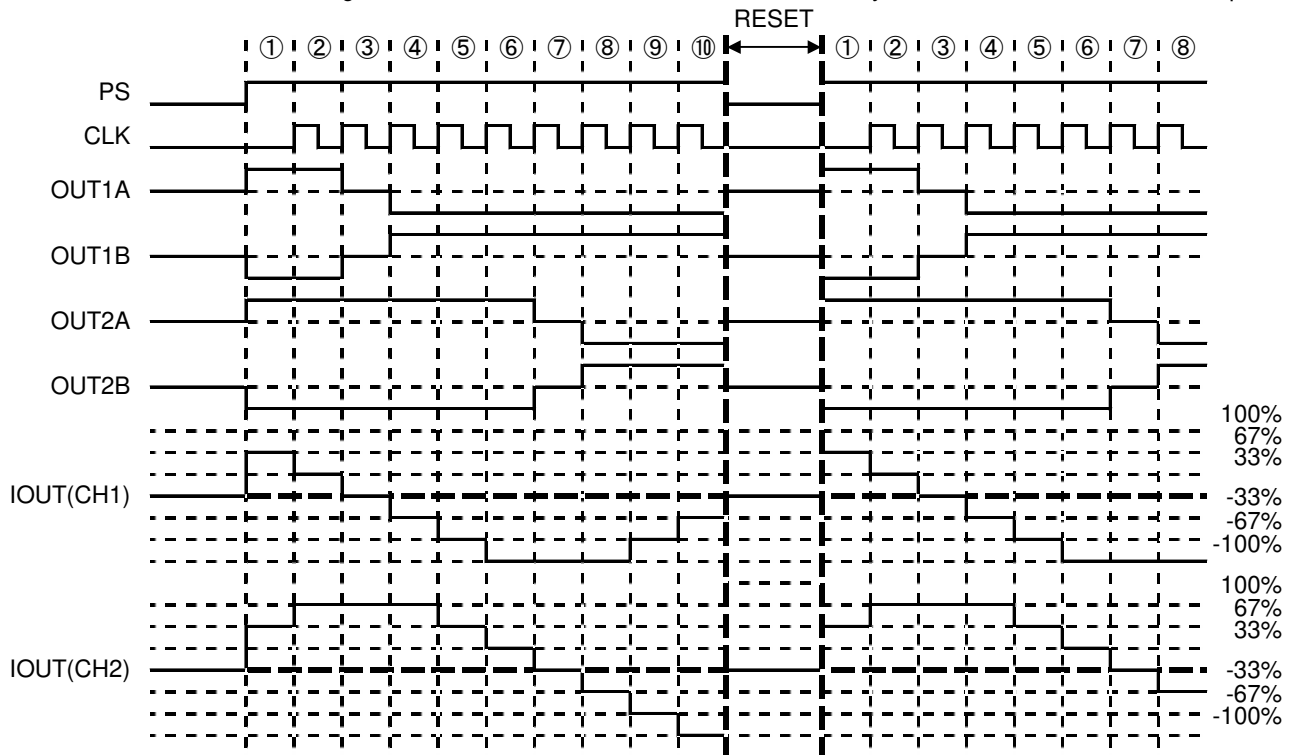 RESET
① ② ③ ④ ⑤ ⑥ ⑦ ⑧ ⑨ ⑩ ① ② ③ ④ ⑤ ⑥ ⑦ ⑧
PS
CLK
OUT1A
OUT1B
OUT2A
OUT2B
100%
67%
33%
IOUT(CH1)
-33%
-67%
-100%
100%
67%
33%
IOUT(CH2)
-33%
-67%
-100%